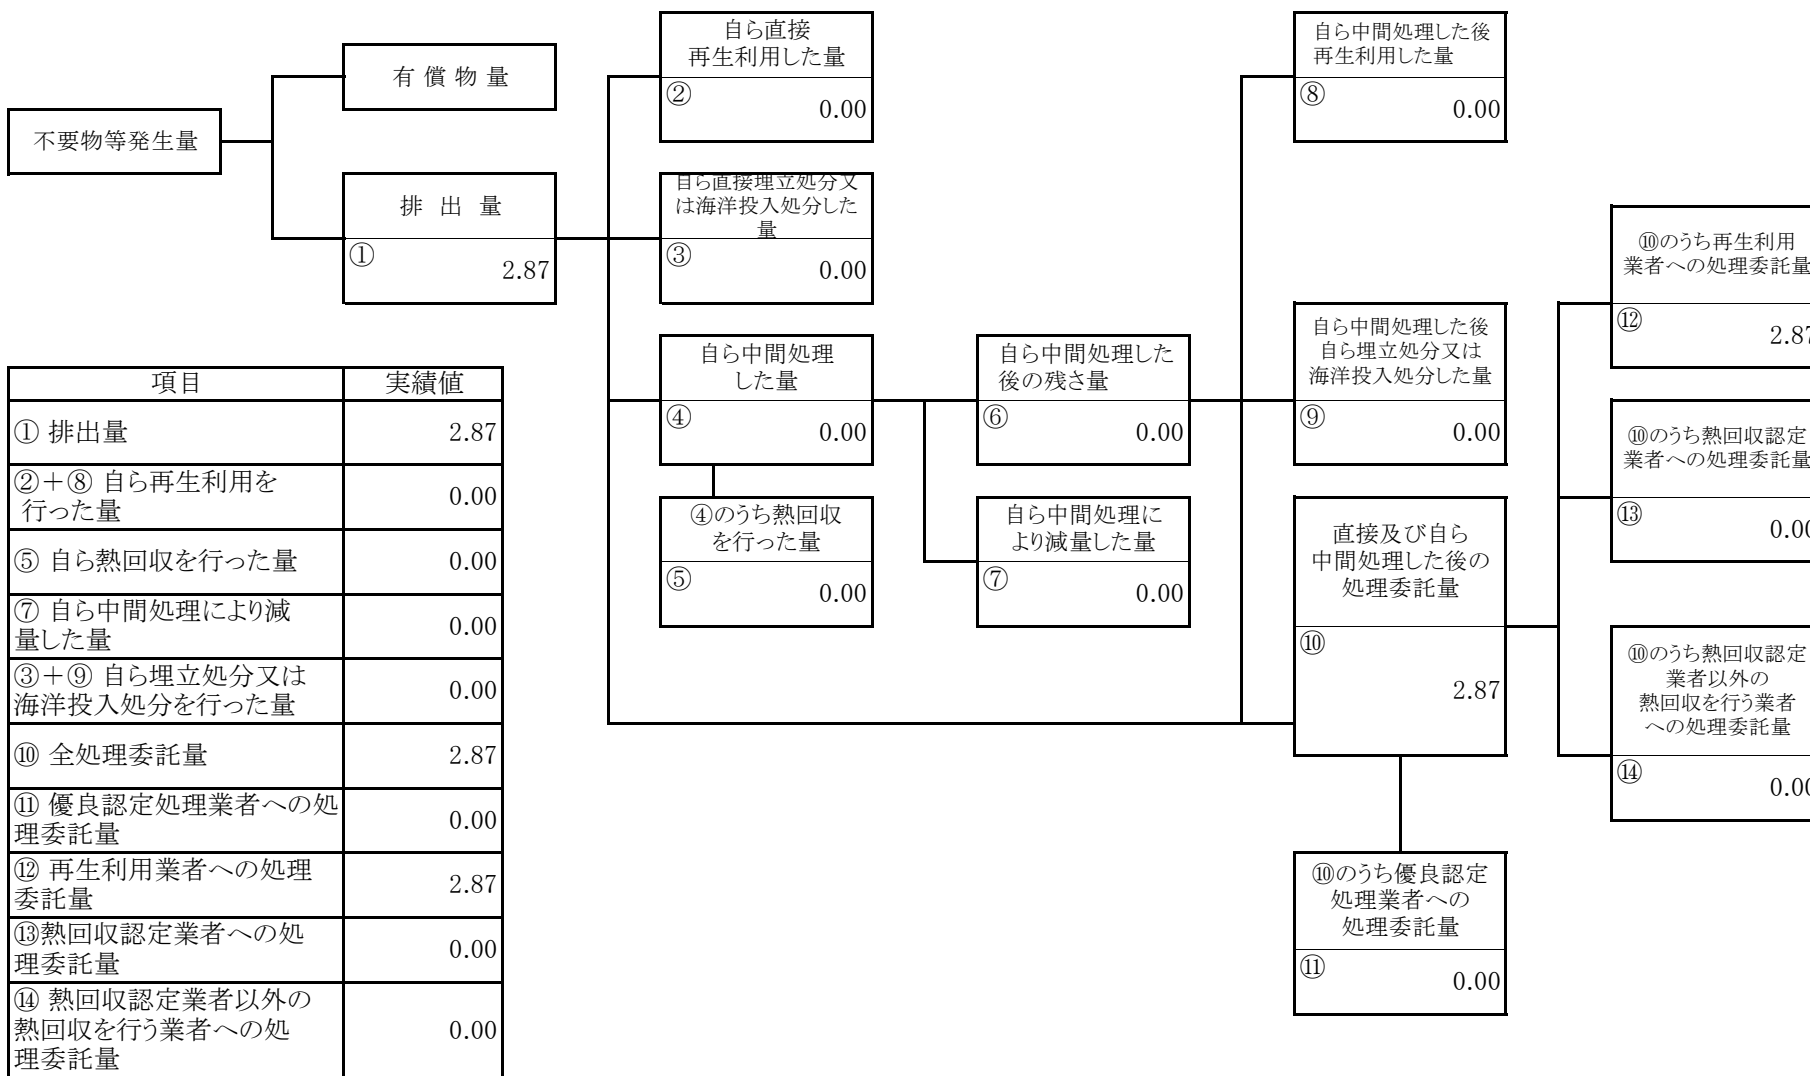 不要物等発生量
有 償 物 量
排 出 量
①
2.87
自ら直接
再生利用した量
②
0.00
自ら直接埋立処分又
は海洋投入処分した
量
③
0.00
自ら中間処理
した量
④
0.00
④のうち熱回収
を行った量
⑤
0.00
自ら中間処理した
後の残さ量
⑥
0.00
自ら中間処理に
より減量した量
⑦
0.00
自ら中間処理した後
再生利用した量
⑧
0.00
自ら中間処理した後
自ら埋立処分又は
海洋投入処分した量
⑨
0.00
直接及び自ら
中間処理した後の
処理委託量
⑩
2.87
⑩のうち優良認定
処理業者への
処理委託量
⑪
0.00
⑩のうち再生利用
業者への処理委託量
⑫
2.87
⑩のうち熱回収認定
業者への処理委託量
⑬
0.00
⑩のうち熱回収認定
業者以外の
熱回収を行う業者
への処理委託量
⑭
0.00
項目 実績値
① 排出量 2.87
②+⑧ 自ら再生利用を
行った量 0.00
⑤ 自ら熱回収を行った量 0.00
⑦ 自ら中間処理により減
量した量 0.00
③+⑨ 自ら埋立処分又は
海洋投入処分を行った量 0.00
⑩ 全処理委託量 2.87
⑪ 優良認定処理業者への処
理委託量 0.00
⑫ 再生利用業者への処理
委託量 2.87
⑬熱回収認定業者への処
理委託量 0.00
⑭ 熱回収認定業者以外の
熱回収を行う業者への処
理委託量 0.00